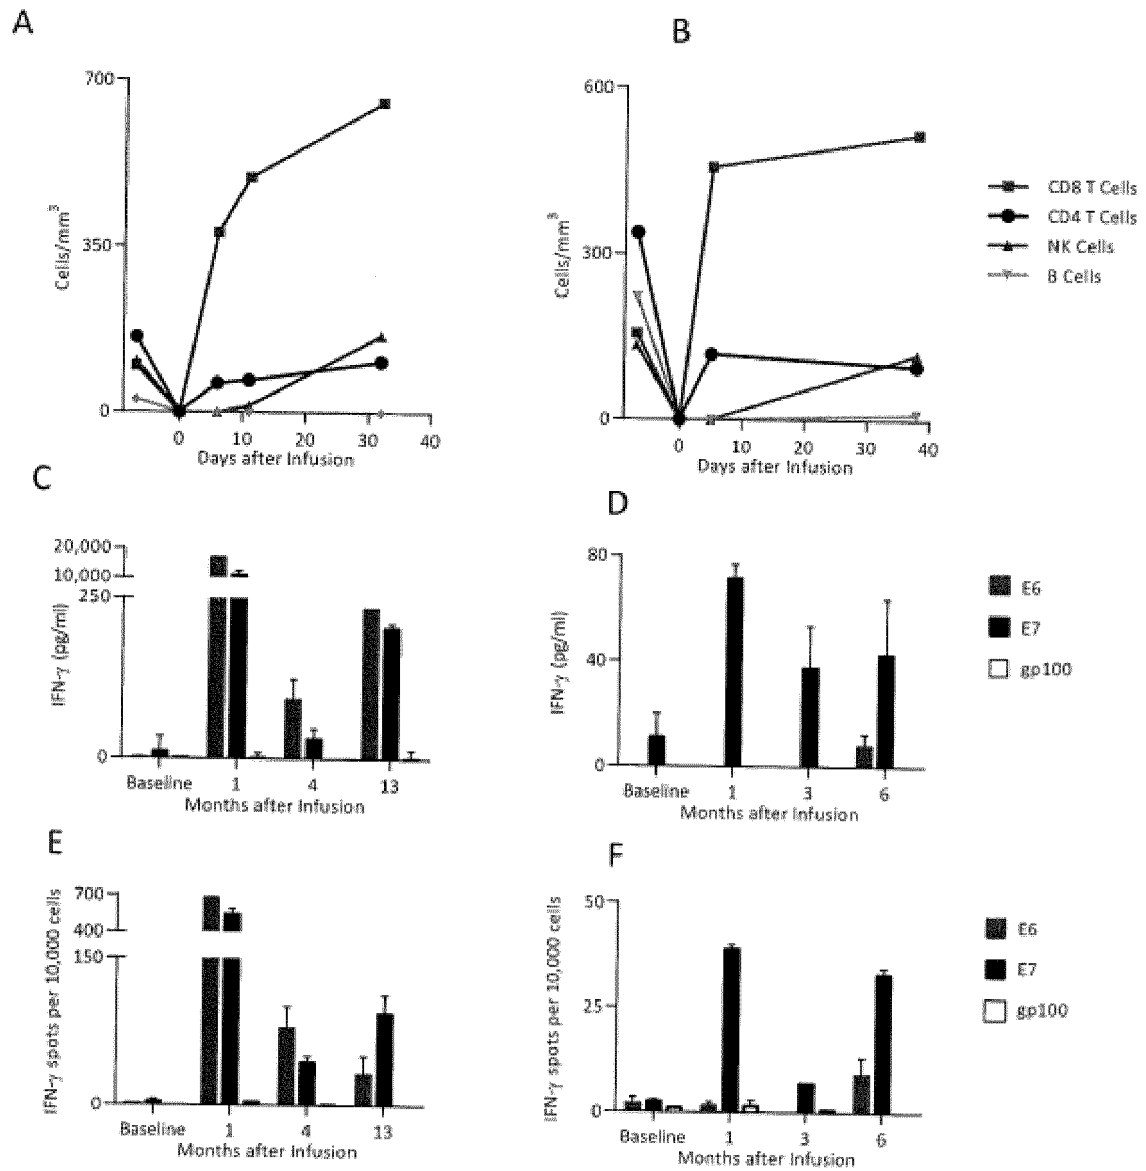 A
B
700
350
0
Cells/mm³
0 10 20 30 40
Days after Infusion
600
300
0
Cells/mm³
0 10 20 30 40
Days after Infusion
CD8 T Cells
CD4 T Cells
NK Cells
B Cells
C
D
20,000
10,000
250
0
IFN-γ (pg/ml)
Baseline 1 4 13
Months after Infusion
80
40
0
IFN-γ (pg/ml)
Baseline 1 3 6
Months after Infusion
E6
E7
gp100
E
F
700
400
150
0
IFN-γ spots per 10,000 cells
Baseline 1 4 13
Months after Infusion
50
25
0
IFN-γ spots per 10,000 cells
Baseline 1 3 6
Months after Infusion
E6
E7
gp100